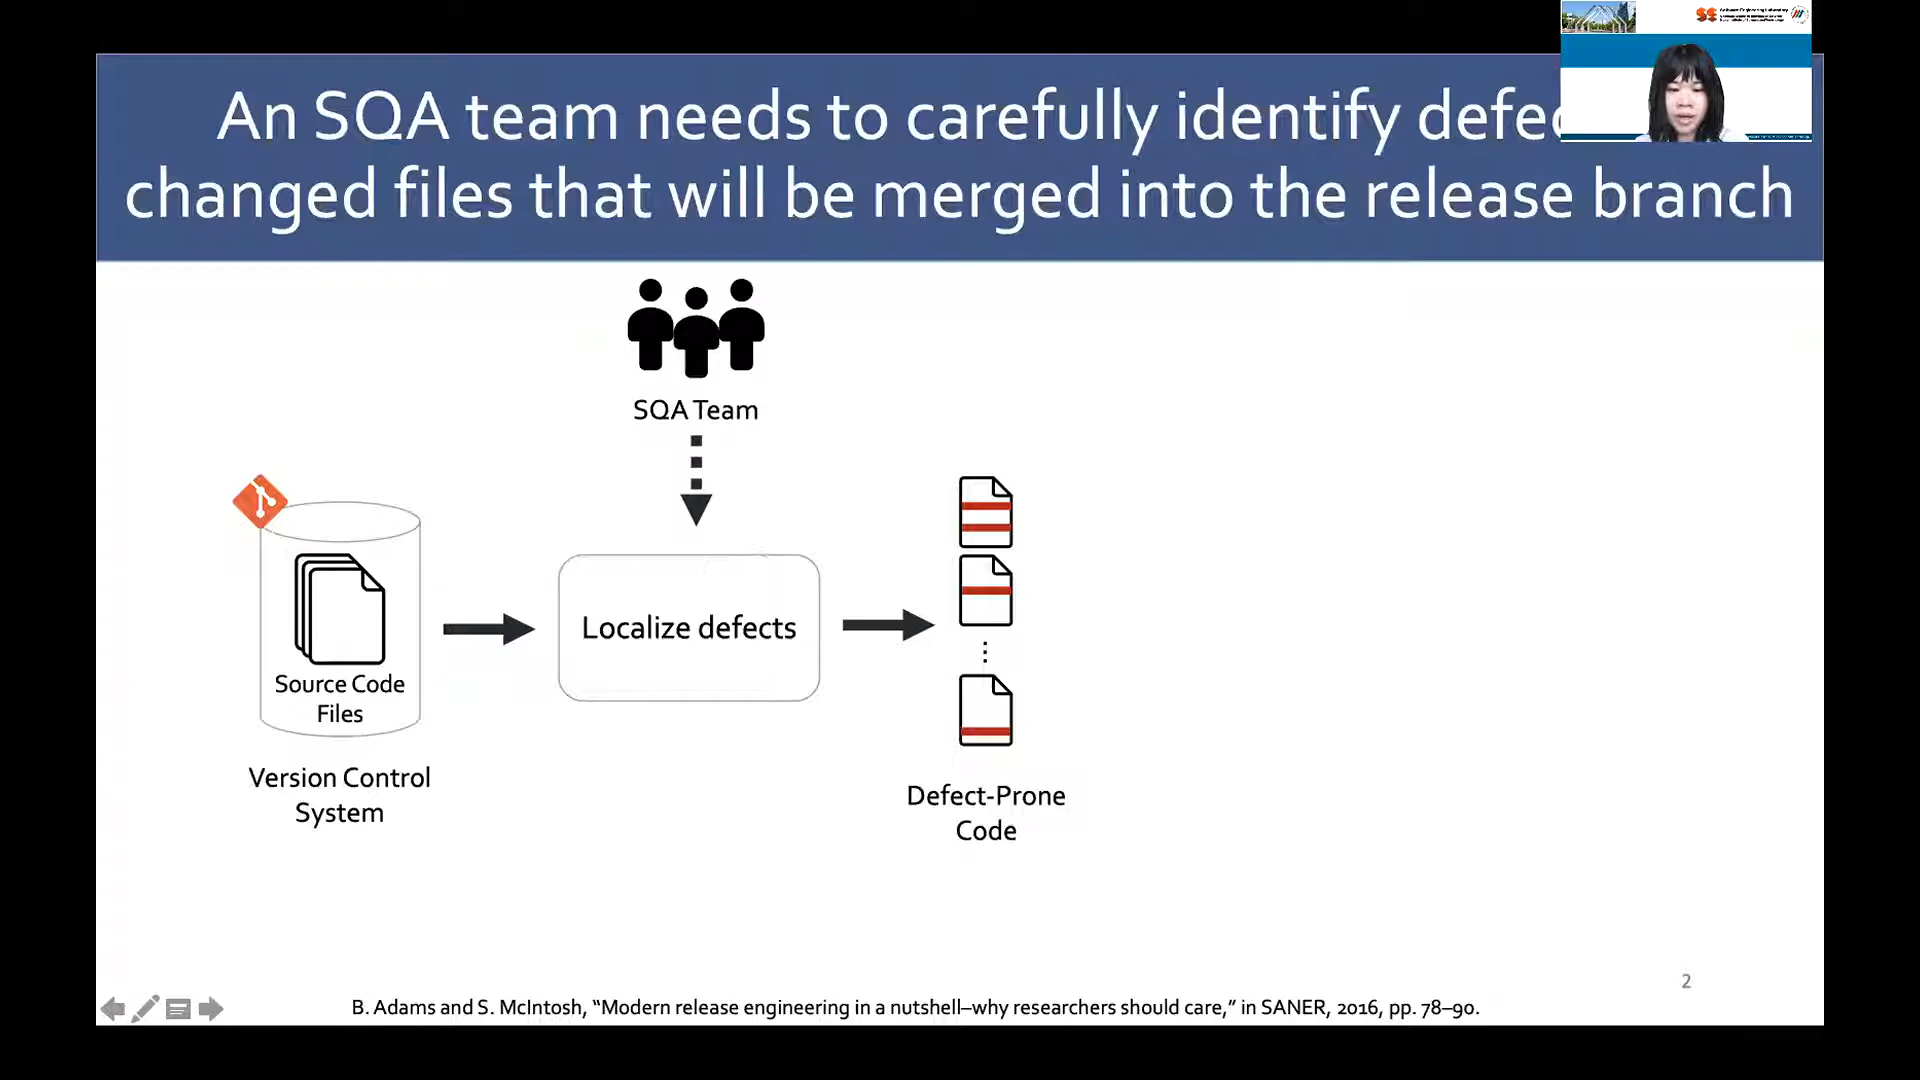 An SQA team needs to carefully identify defec
changed files that will be merged into the release branch
SQA Team
Source Code
Files
Localize defects
Version Control
System
⋮
Defect-Prone
Code
2
B. Adams and S. McIntosh, “Modern release engineering in a nutshell–why researchers should care,” in SANER, 2016, pp. 78–90.